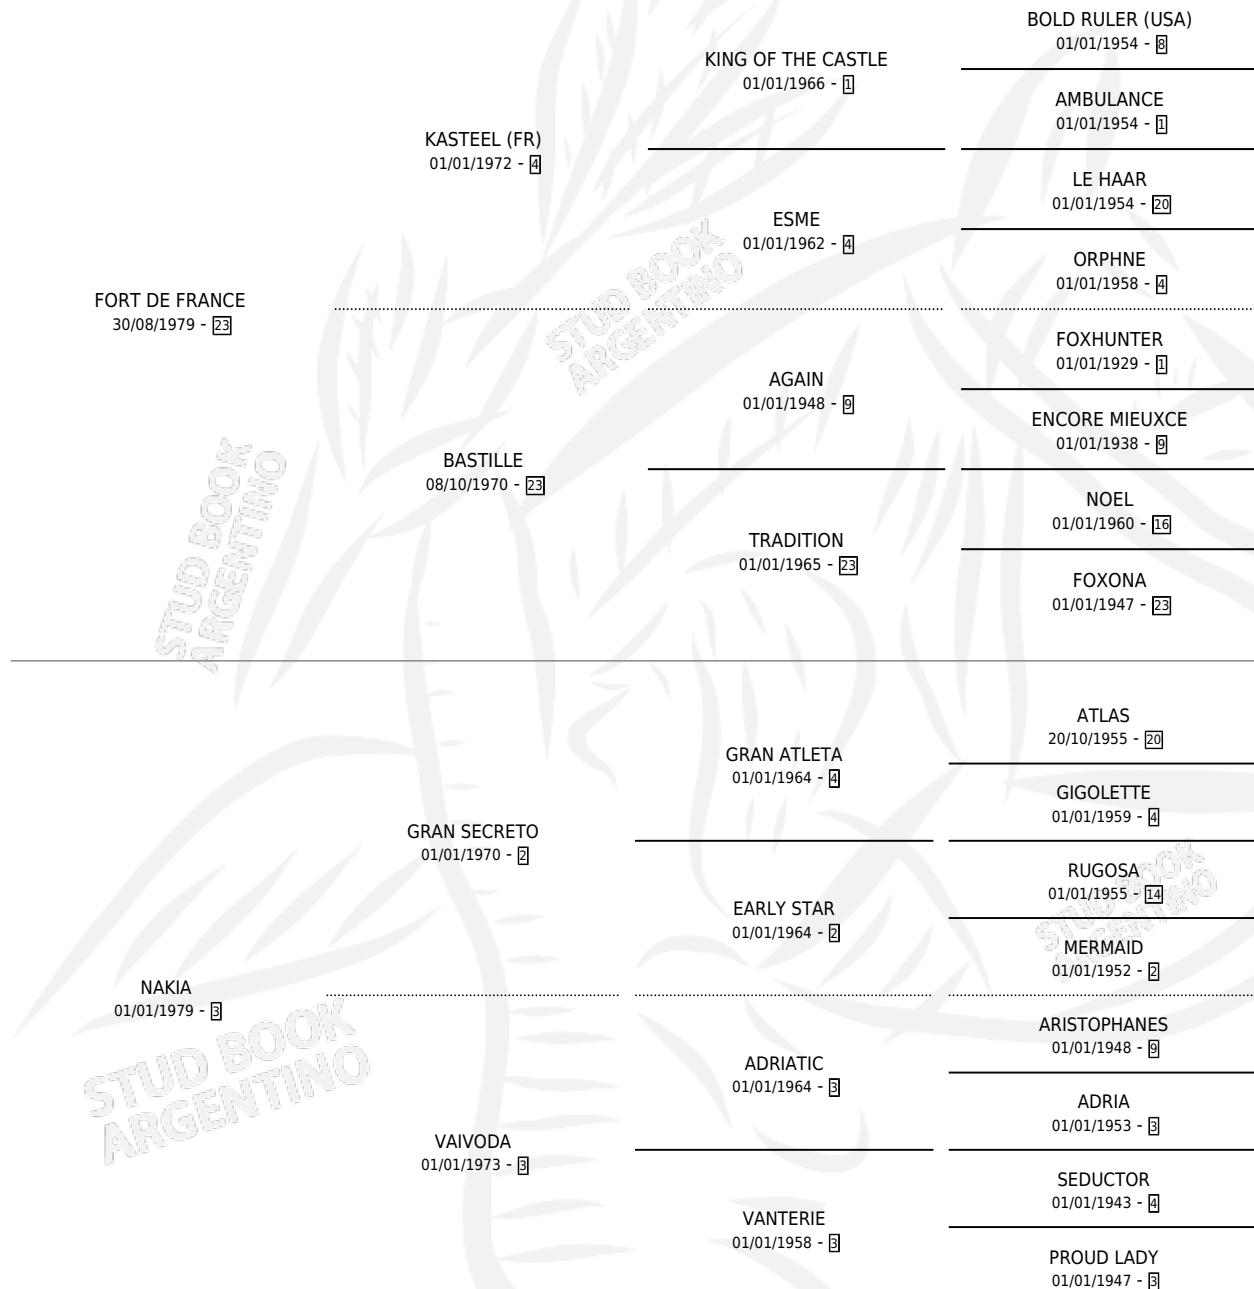 BOLD RULER (USA)
01/01/1954 - 8
KING OF THE CASTLE
01/01/1966 - 1
AMBULANCE
01/01/1954 - 1
KASTEEL (FR)
01/01/1972 - 4
LE HAAR
01/01/1954 - 20
ESME
01/01/1962 - 4
ORPHNE
01/01/1958 - 4
FORT DE FRANCE
30/08/1979 - 23
FOXHUNTER
01/01/1929 - 1
AGAIN
01/01/1948 - 9
ENCORE MIEUXCE
01/01/1938 - 9
BASTILLE
08/10/1970 - 23
NOEL
01/01/1960 - 16
TRADITION
01/01/1965 - 23
FOXONA
01/01/1947 - 23
ATLAS
20/10/1955 - 20
GRAN ATLETA
01/01/1964 - 4
GIGOLETTE
01/01/1959 - 4
GRAN SECRETO
01/01/1970 - 2
RUGOSA
01/01/1955 - 14
EARLY STAR
01/01/1964 - 2
MERMAID
01/01/1952 - 2
NAKIA
01/01/1979 - 3
ARISTOPHANES
01/01/1948 - 9
ADRIATIC
01/01/1964 - 3
ADRIA
01/01/1953 - 3
VAIVODA
01/01/1973 - 3
SEDUCTOR
01/01/1943 - 4
VANTERIE
01/01/1958 - 3
PROUD LADY
01/01/1947 - 3
STUD BOOK
ARGENTINO
STUD BOOK
ARGENTINO
STUD BOOK
ARGENTINO
STUD BOOK
ARGENTINO